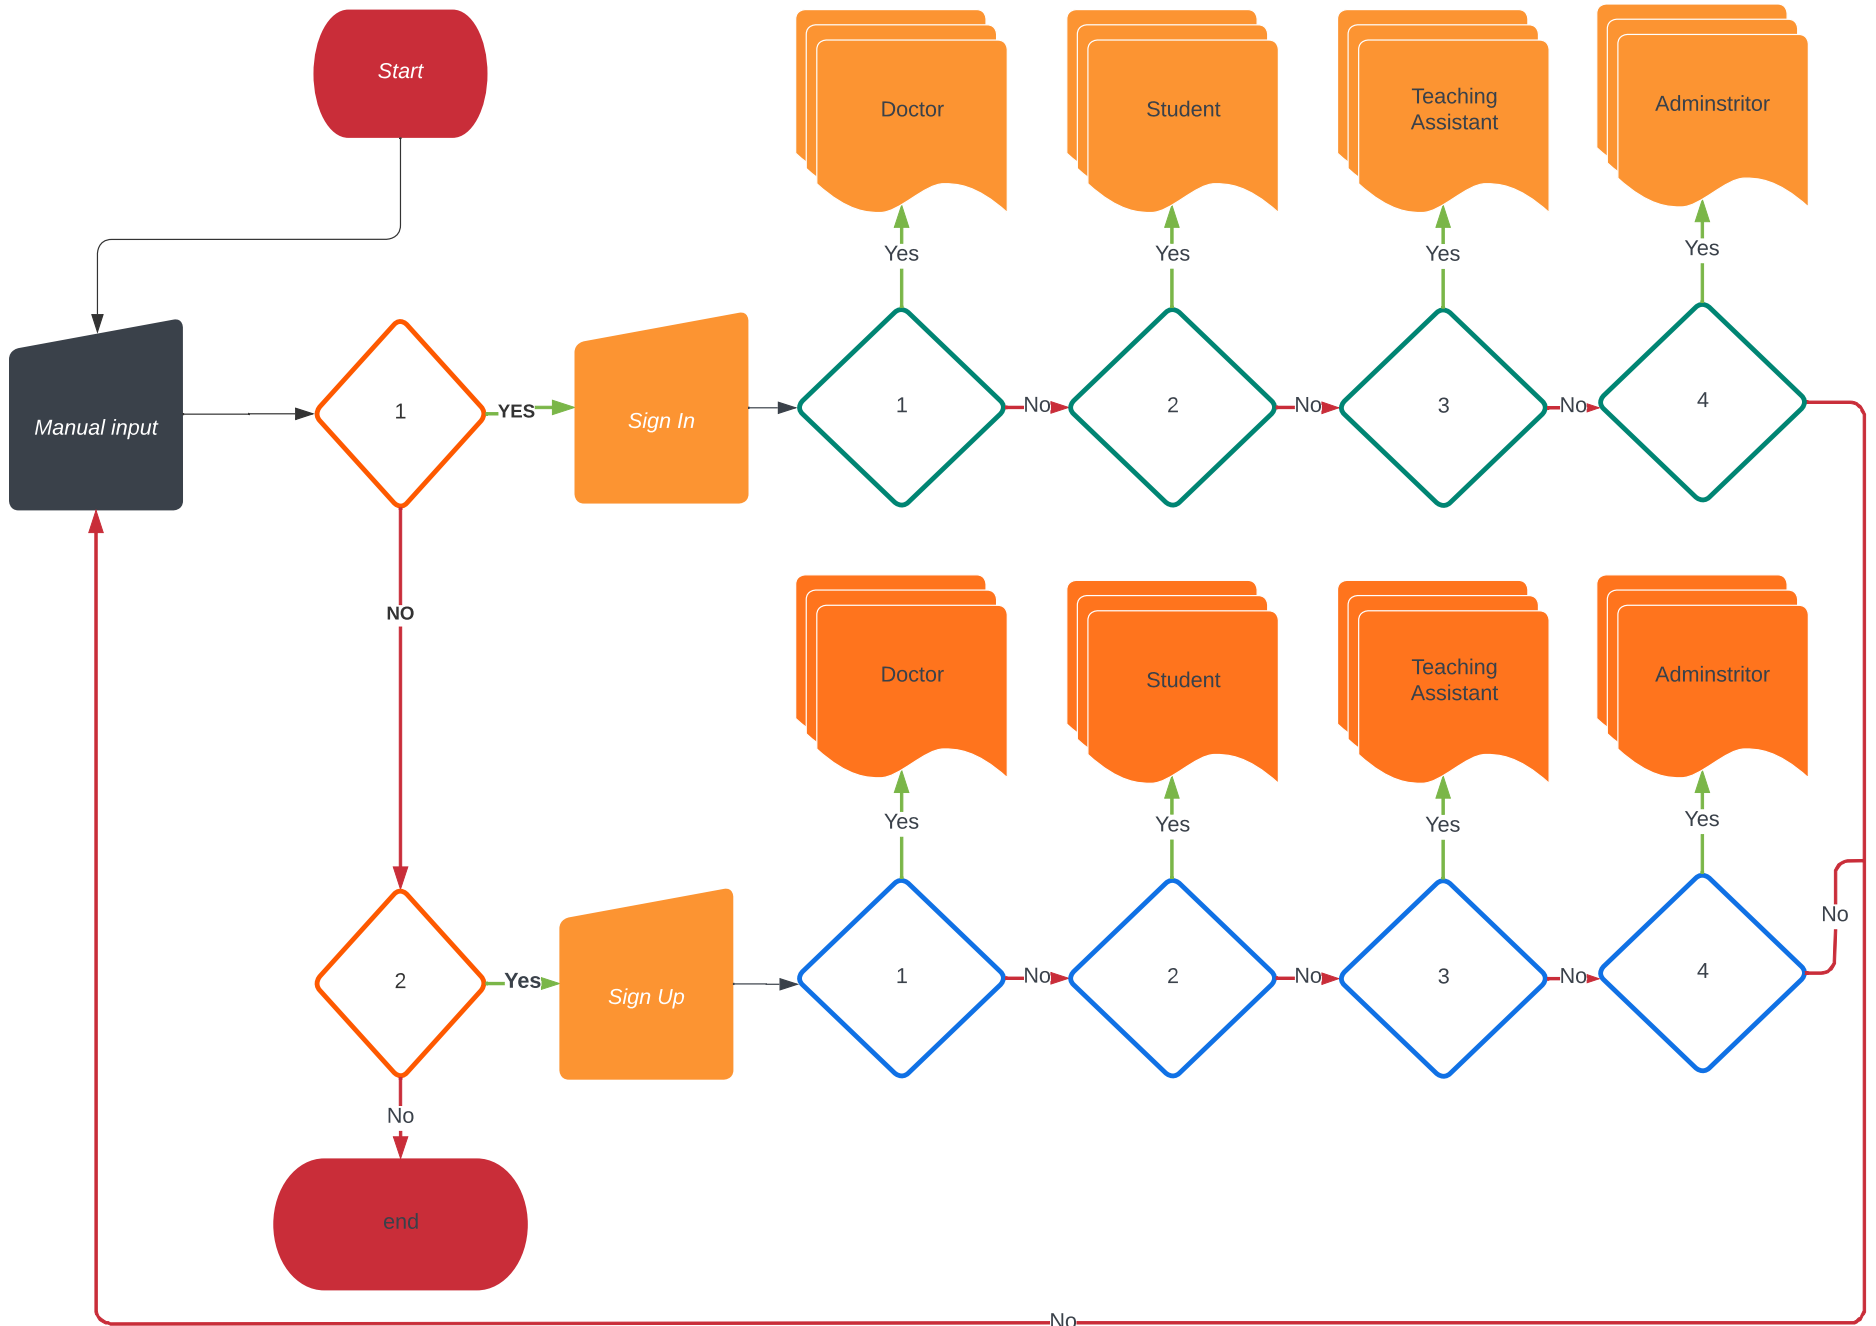 Start
Doctor
Student
Teaching
Assistant
Adminstritor
Yes
Yes
Yes
Yes
Manual input
1
YES
Sign In
1
No
2
No
3
No
4
NO
Doctor
Student
Teaching
Assistant
Adminstritor
Yes
Yes
Yes
Yes
No
2
Yes
Sign Up
1
No
2
No
3
No
4
No
end
No